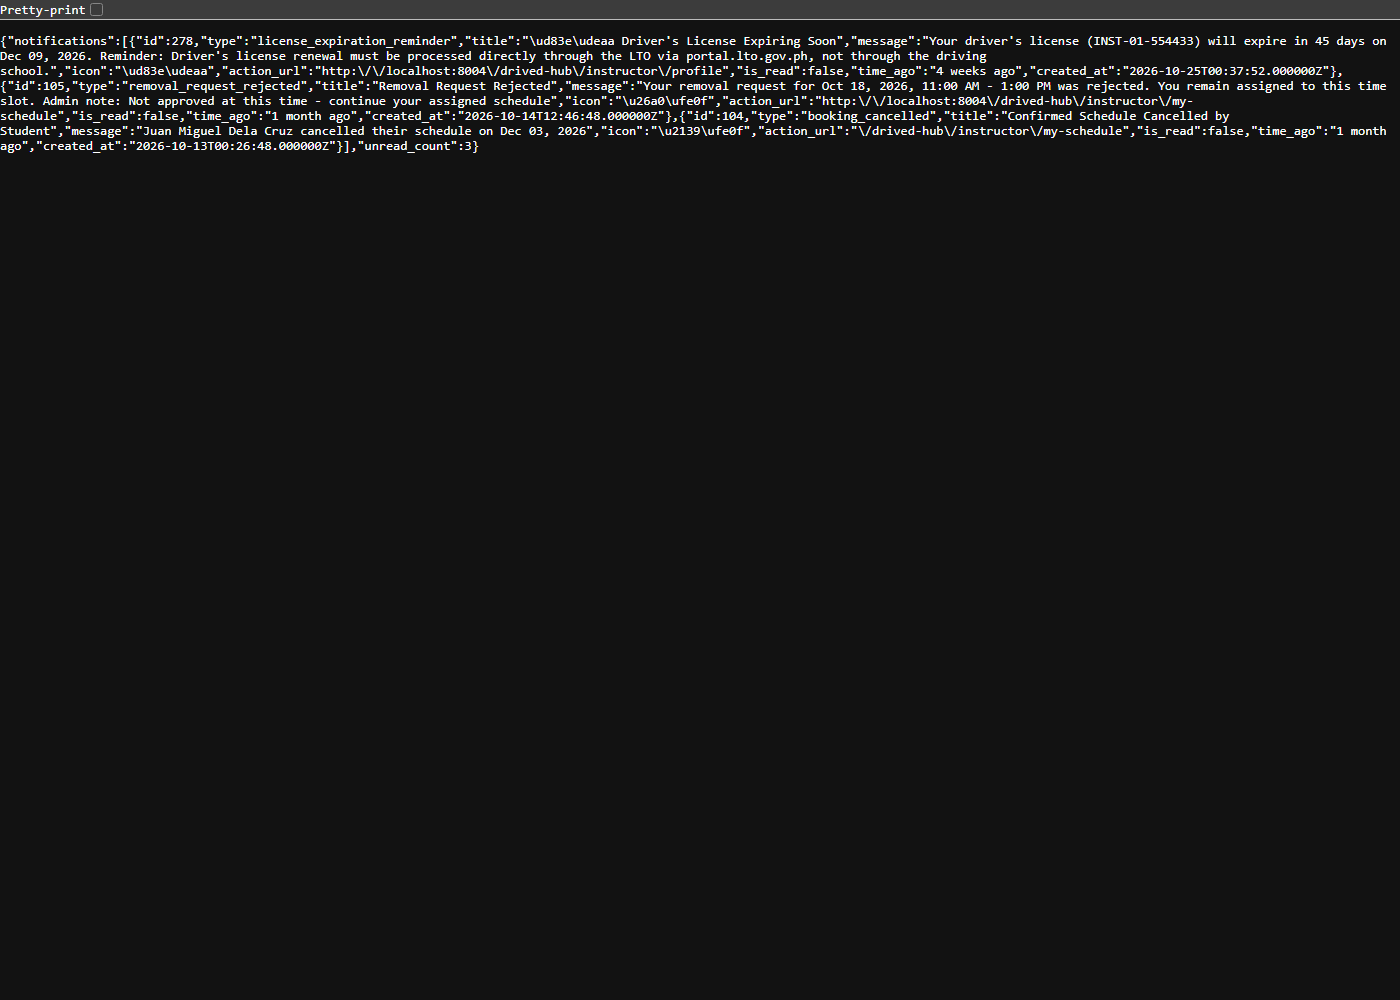 Pretty-print
{"notifications":[{"id":278,"type":"license_expiration_reminder","title":"\ud83e\udeaa Driver's License Expiring Soon","message":"Your driver's license (INST-01-554433) will expire in 45 days on
Dec 09, 2026. Reminder: Driver's license renewal must be processed directly through the LTO via portal.lto.gov.ph, not through the driving
school.","icon":"\ud83e\udeaa","action_url":"http:\/\/localhost:8004\/drived-hub\/instructor\/profile","is_read":false,"time_ago":"4 weeks ago","created_at":"2026-10-25T00:37:52.000000Z"},
{"id":105,"type":"removal_request_rejected","title":"Removal Request Rejected","message":"Your removal request for Oct 18, 2026, 11:00 AM - 1:00 PM was rejected. You remain assigned to this time
slot. Admin note: Not approved at this time - continue your assigned schedule","icon":"\u26a0\ufe0f","action_url":"http:\/\/localhost:8004\/drived-hub\/instructor\/my-
schedule","is_read":false,"time_ago":"1 month ago","created_at":"2026-10-14T12:46:48.000000Z"},{"id":104,"type":"booking_cancelled","title":"Confirmed Schedule Cancelled by
Student","message":"Juan Miguel Dela Cruz cancelled their schedule on Dec 03, 2026","icon":"\u2139\ufe0f","action_url":"\/drived-hub\/instructor\/my-schedule","is_read":false,"time_ago":"1 month
ago","created_at":"2026-10-13T00:26:48.000000Z"}],"unread_count":3}